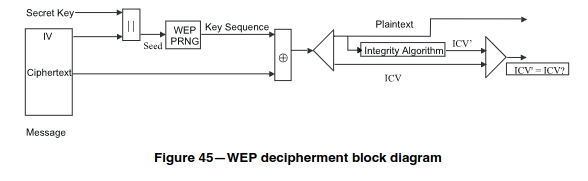 Secret Key
IV
Ciphertext
Message
||
Seed
WEP
PRNG
Key Sequence
⊕
Plaintext
Integrity Algorithm
ICV'
ICV
ICV' = ICV?
Figure 45—WEP decipherment block diagram